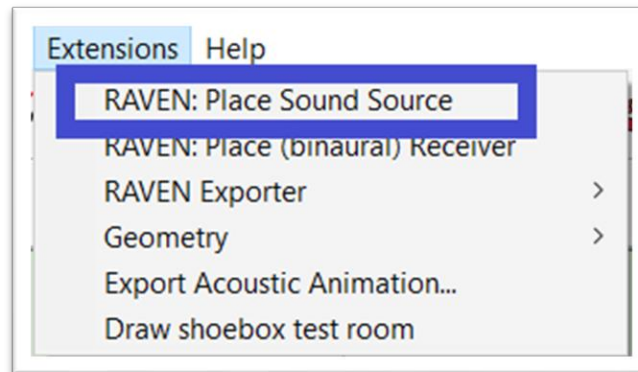 Extensions Help
RAVEN: Place Sound Source
RAVEN: Place (binaural) Receiver
RAVEN Exporter
Geometry
Export Acoustic Animation...
Draw shoebox test room